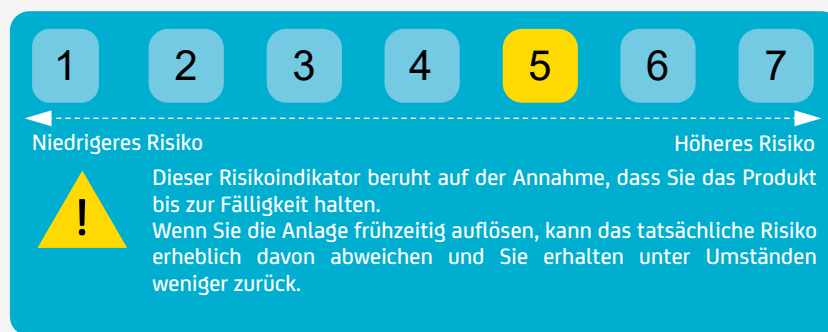 1 2 3 4 5 6 7
Niedrigeres Risiko Höheres Risiko
! Dieser Risikoindikator beruht auf der Annahme, dass Sie das Produkt
bis zur Fälligkeit halten.
Wenn Sie die Anlage frühzeitig auflösen, kann das tatsächliche Risiko
erheblich davon abweichen und Sie erhalten unter Umständen
weniger zurück.